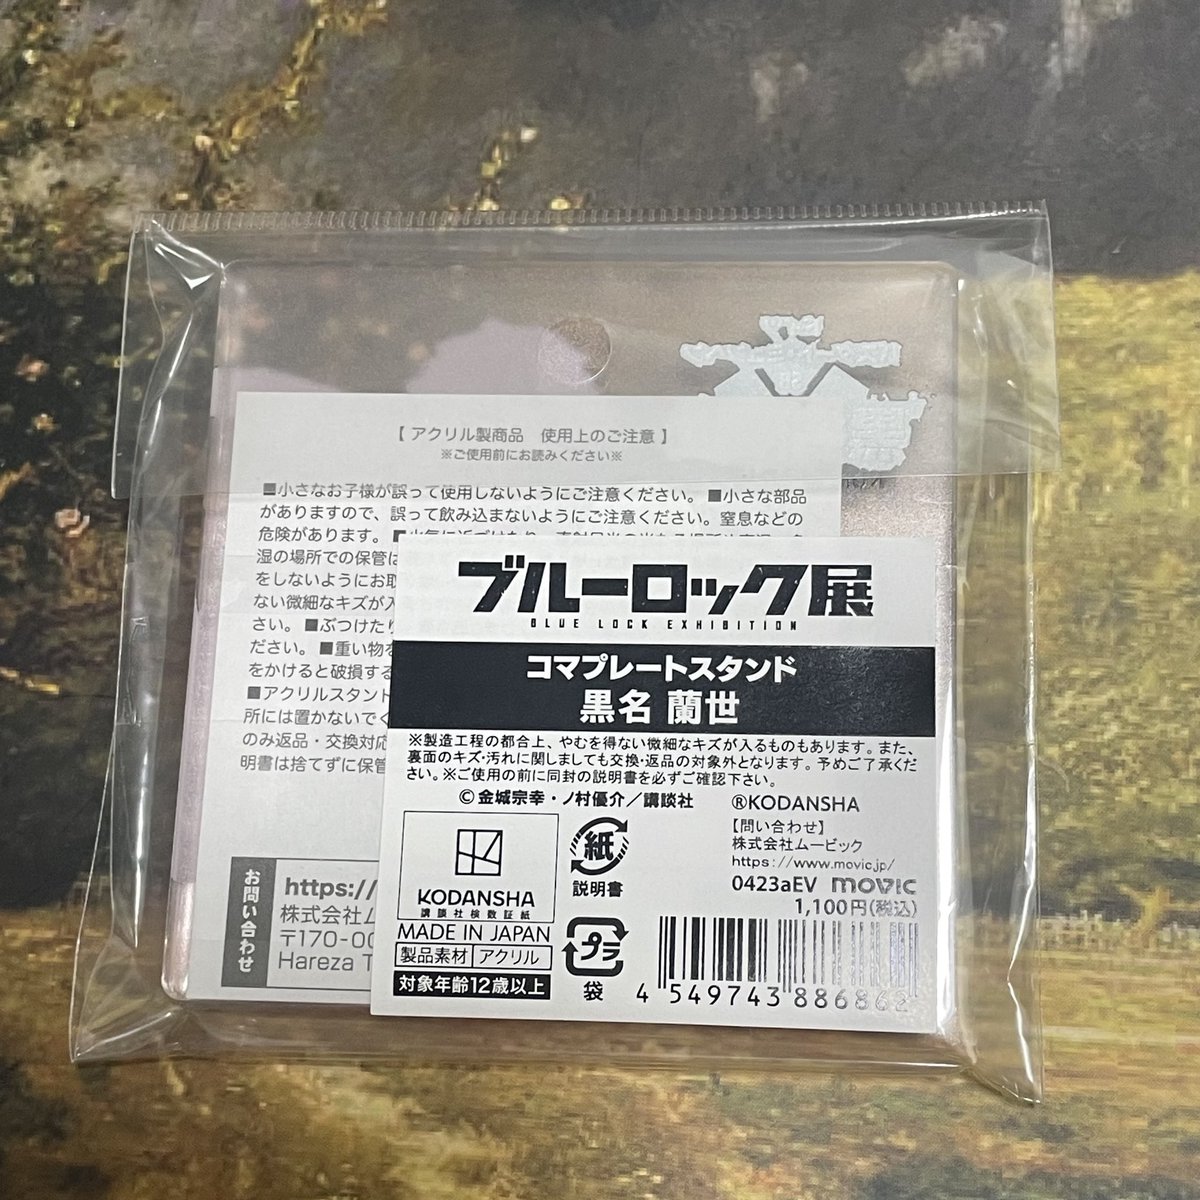 【 アクリル製商品　使用上のご注意 】
※ご使用前にお読みください※
■小さなお子様が誤って使用しないようにご注意ください。 ■小さな部品
がありますので、誤って飲み込まないようにご注意ください。窒息などの
危険があります。
湿の場所での保管は
をしないようにお取
ない微細なキズが入
さい。 ■ぶつけたり
ださい。 ■重い物を
をかけると破損する
■アクリルスタンド
所には置かないでく
のみ返品・交換対応
明書は捨てずに保管
お問い合わせ
https://
株式会社ム
〒170-00
Hareza T
ブルーロック展
BLUE LOCK EXHIBITION
コマプレートスタンド
黒名 蘭世
※製造工程の都合上、やむを得ない微細なキズが入るものもあります。また、
裏面のキズ・汚れに関しましても交換・返品の対象外となります。予めご了承くだ
さい。※ご使用の前に同封の説明書を必ずご確認下さい。
©金城宗幸・ノ村優介／講談社
®KODANSHA
【問い合わせ】
株式会社ムービック
https://www.movic.jp/
0423aEV movic
1,100円(税込)
KODANSHA
講談社検数証紙
紙
説明書
MADE IN JAPAN
製品素材 アクリル
対象年齢12歳以上
プラ
袋
4 549743 886862